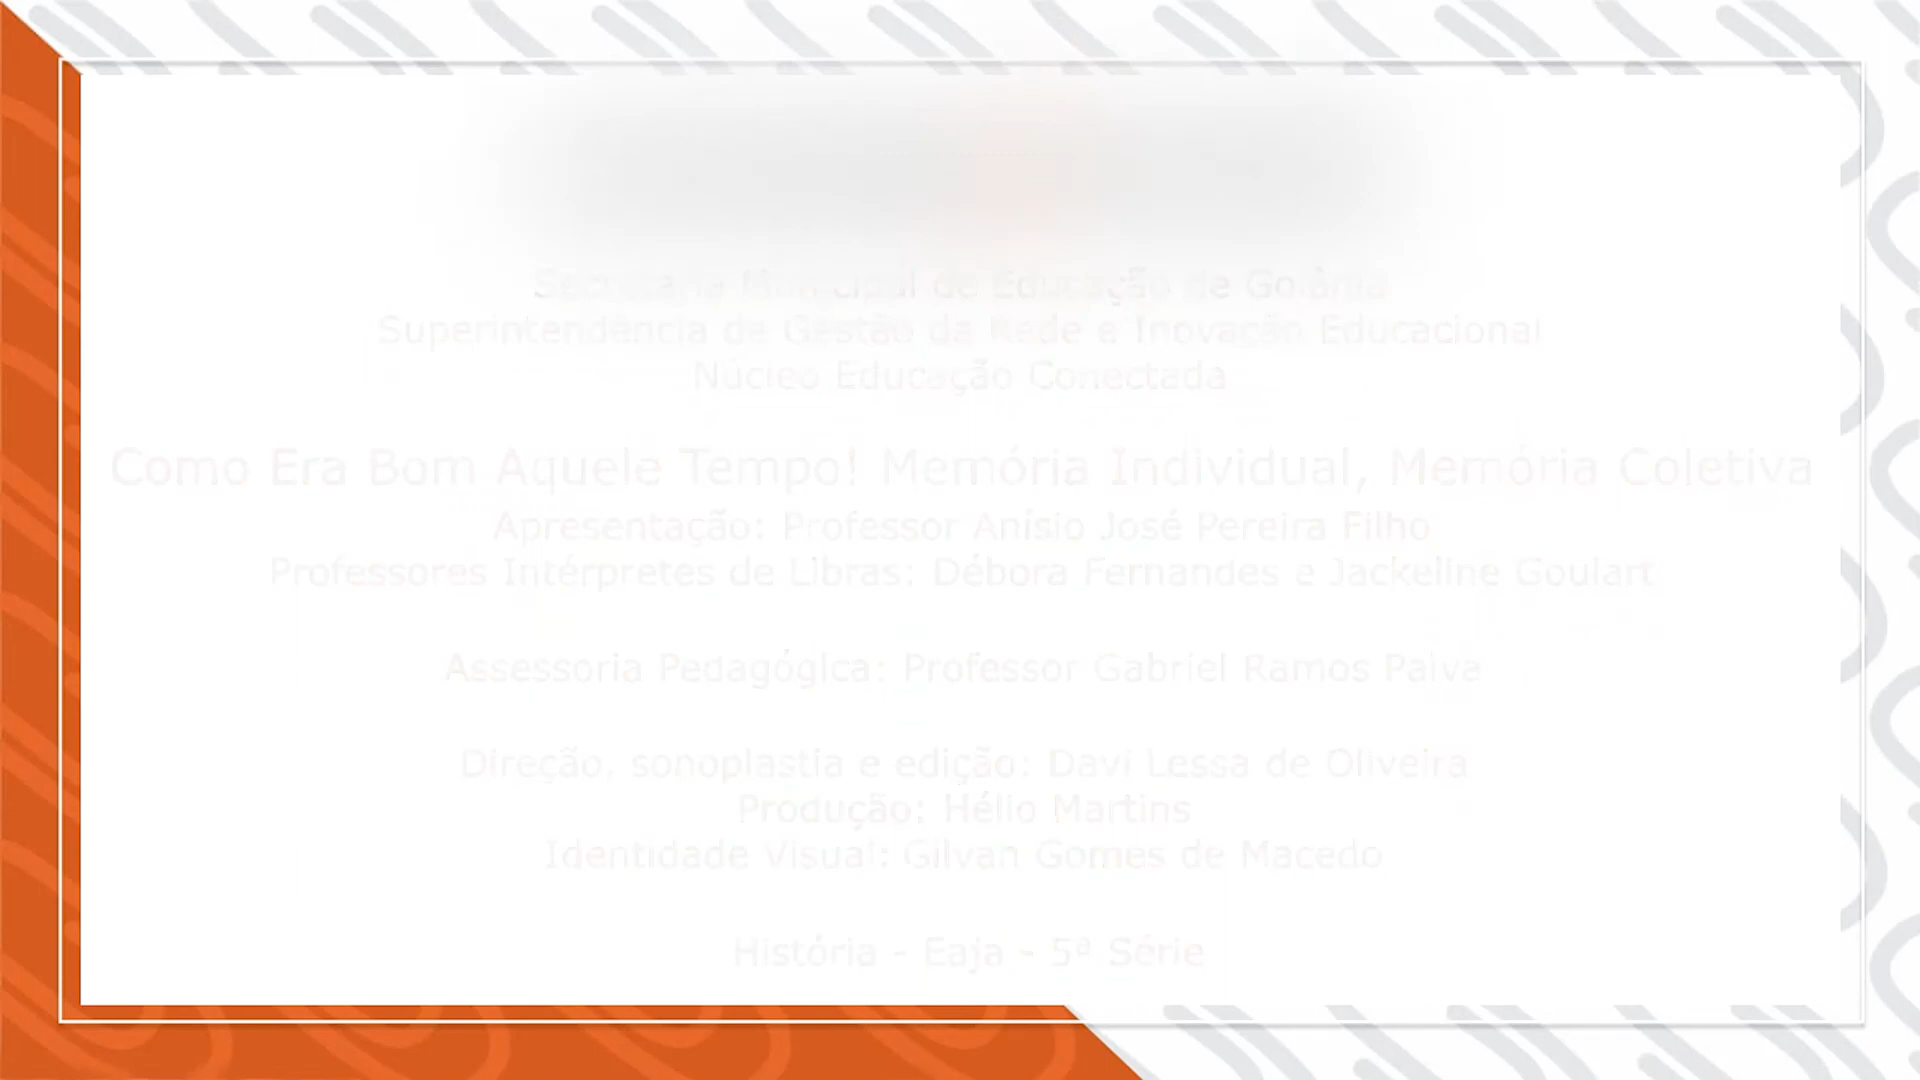 Secretaria Municipal de Educação de Goiânia
Superintendência de Gestão da Rede e Inovação Educacional
Núcleo Educação Conectada
Como Era Bom Aquele Tempo! Memória Individual, Memória Coletiva
Apresentação: Professor Anísio José Pereira Filho
Professores Intérpretes de Libras: Débora Fernandes e Jackeline Goulart
Assessoria Pedagógica: Professor Gabriel Ramos Paiva
Direção, sonoplastia e edição: Davi Lessa de Oliveira
Produção: Hélio Martins
Identidade Visual: Gilvan Gomes de Macedo
História - Eaja - 5ª Série